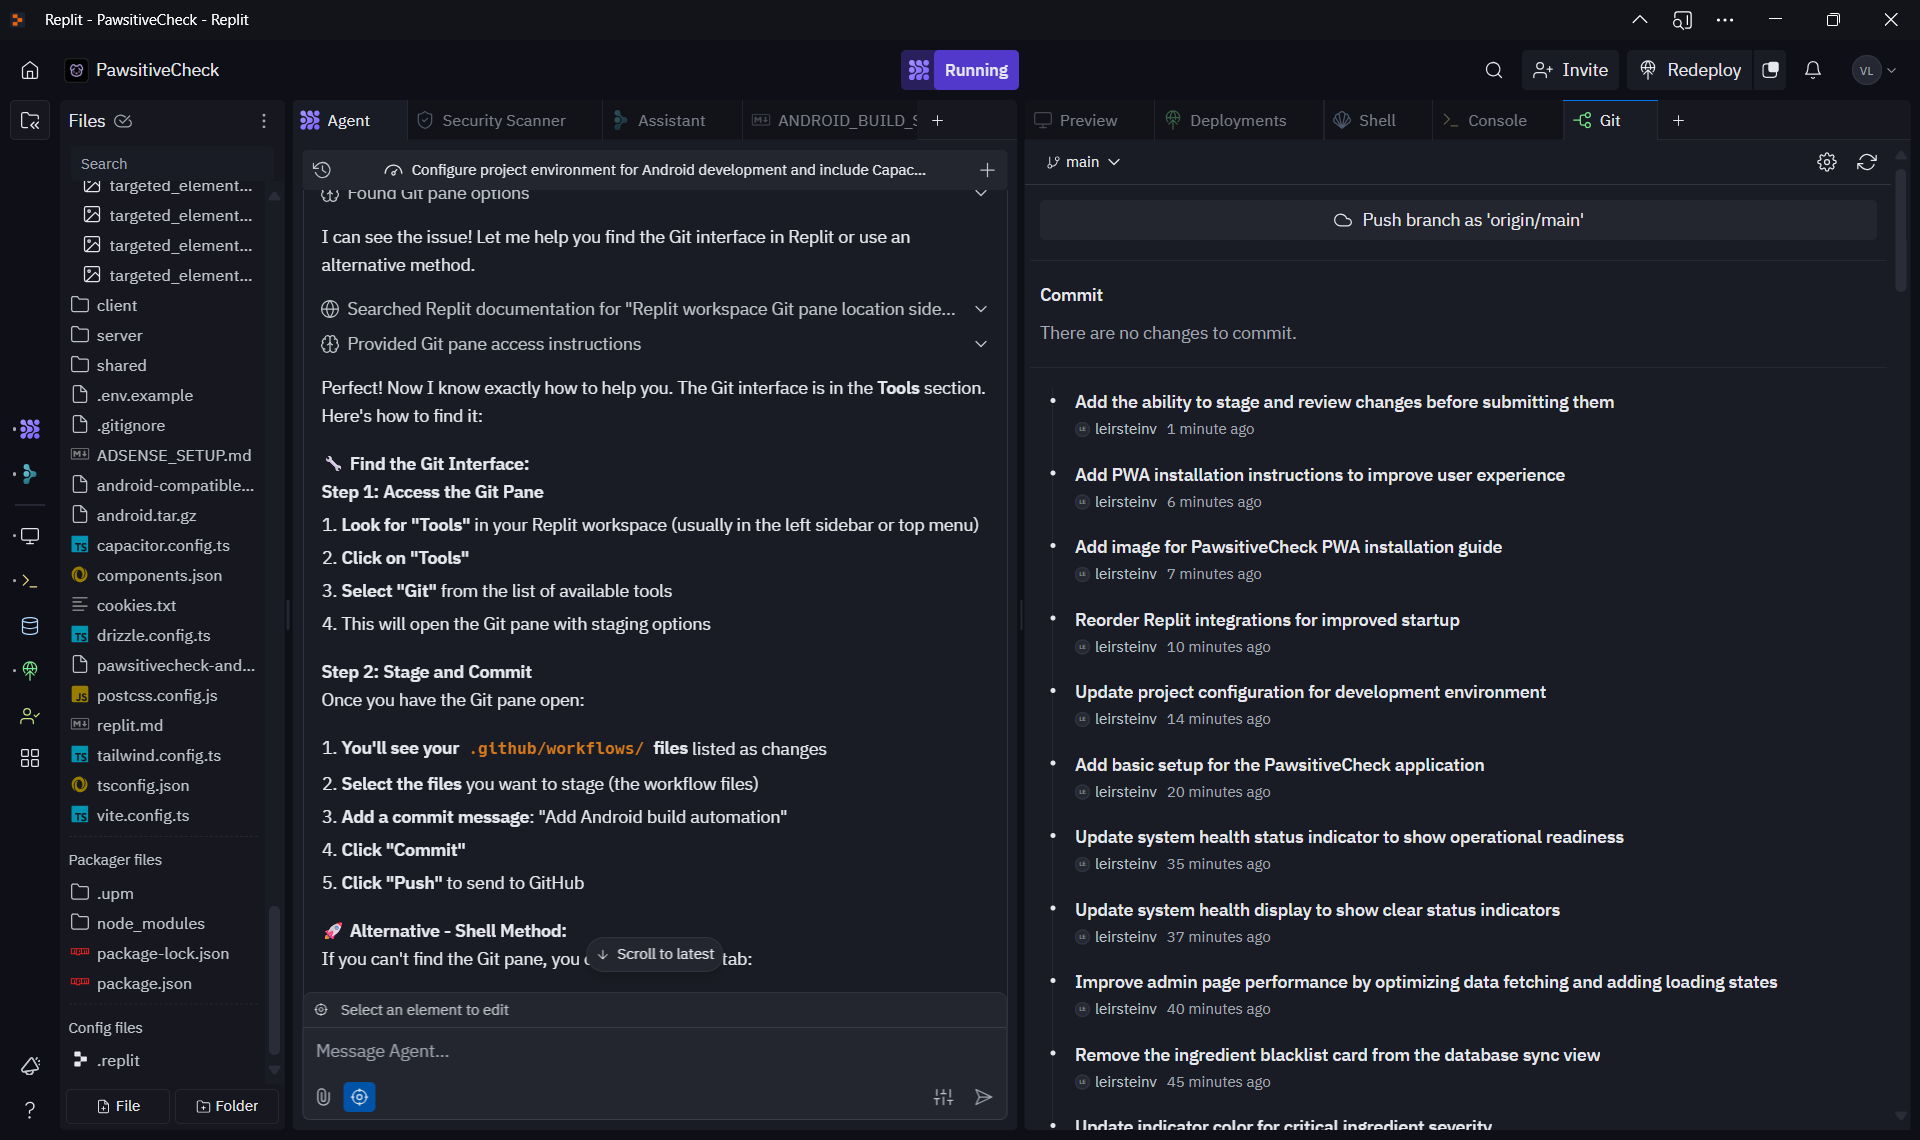 Replit - PawsitiveCheck - Replit
PawsitiveCheck
Running
Invite
Redeploy
VL
Files
Search
targeted_element...
targeted_element...
targeted_element...
targeted_element...
client
server
shared
.env.example
.gitignore
ADSENSE_SETUP.md
android-compatible...
android.tar.gz
capacitor.config.ts
components.json
cookies.txt
drizzle.config.ts
pawsitivecheck-and...
postcss.config.js
replit.md
tailwind.config.ts
tsconfig.json
vite.config.ts
Packager files
.upm
node_modules
package-lock.json
package.json
Config files
.replit
File
Folder
Agent
Security Scanner
Assistant
ANDROID_BUILD_S
Configure project environment for Android development and include Capac...
Found Git pane options
I can see the issue! Let me help you find the Git interface in Replit or use an
alternative method.
Searched Replit documentation for "Replit workspace Git pane location side...
Provided Git pane access instructions
Perfect! Now I know exactly how to help you. The Git interface is in the Tools section.
Here's how to find it:
🔧 Find the Git Interface:
Step 1: Access the Git Pane
1. Look for "Tools" in your Replit workspace (usually in the left sidebar or top menu)
2. Click on "Tools"
3. Select "Git" from the list of available tools
4. This will open the Git pane with staging options
Step 2: Stage and Commit
Once you have the Git pane open:
1. You'll see your .github/workflows/ files listed as changes
2. Select the files you want to stage (the workflow files)
3. Add a commit message: "Add Android build automation"
4. Click "Commit"
5. Click "Push" to send to GitHub
🚀 Alternative - Shell Method:
If you can't find the Git pane, you
tab:
Scroll to latest
Select an element to edit
Message Agent...
Preview
Deployments
Shell
Console
Git
main
Push branch as 'origin/main'
Commit
There are no changes to commit.
Add the ability to stage and review changes before submitting them
leirsteinv 1 minute ago
Add PWA installation instructions to improve user experience
leirsteinv 6 minutes ago
Add image for PawsitiveCheck PWA installation guide
leirsteinv 7 minutes ago
Reorder Replit integrations for improved startup
leirsteinv 10 minutes ago
Update project configuration for development environment
leirsteinv 14 minutes ago
Add basic setup for the PawsitiveCheck application
leirsteinv 20 minutes ago
Update system health status indicator to show operational readiness
leirsteinv 35 minutes ago
Update system health display to show clear status indicators
leirsteinv 37 minutes ago
Improve admin page performance by optimizing data fetching and adding loading states
leirsteinv 40 minutes ago
Remove the ingredient blacklist card from the database sync view
leirsteinv 45 minutes ago
Update indicator color for critical ingredient severity